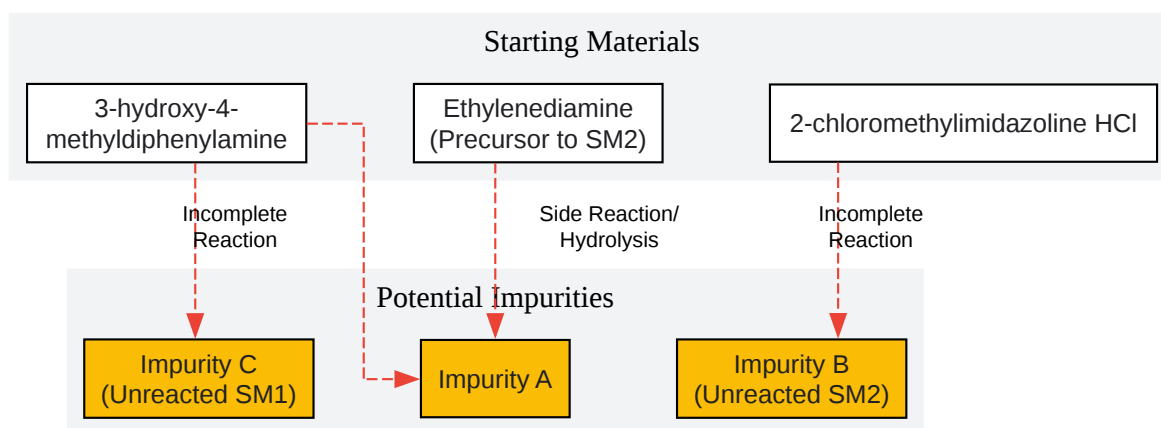 Starting Materials
3-hydroxy-4-
methyldiphenylamine
Ethylenediamine
(Precursor to SM2)
2-chloromethylimidazoline HCl
Incomplete
Reaction
Side Reaction/
Hydrolysis
Incomplete
Reaction
Potential Impurities
Impurity C
(Unreacted SM1)
Impurity A
Impurity B
(Unreacted SM2)